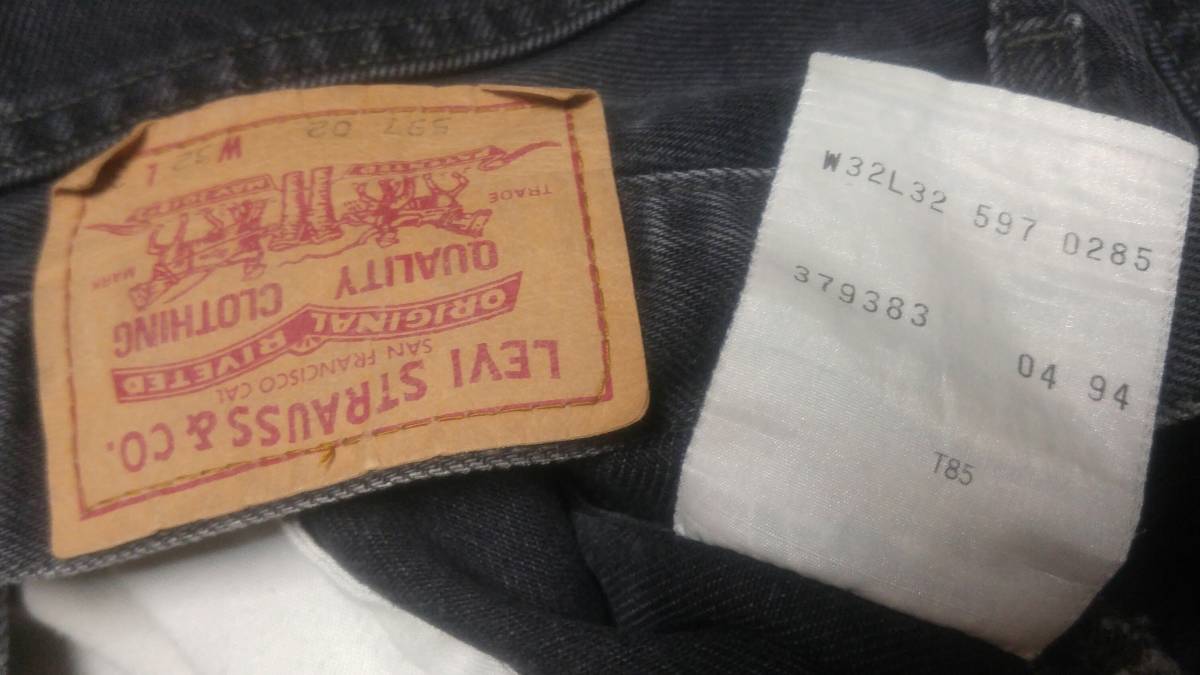 LEVI STRAUSS & CO.
SAN FRANCISCO CAL
ORIGINAL RIVETED
QUALITY CLOTHING
TRADE MARK
597 02 W 32 L
W32L32 597 0285
379383
04 94
T85